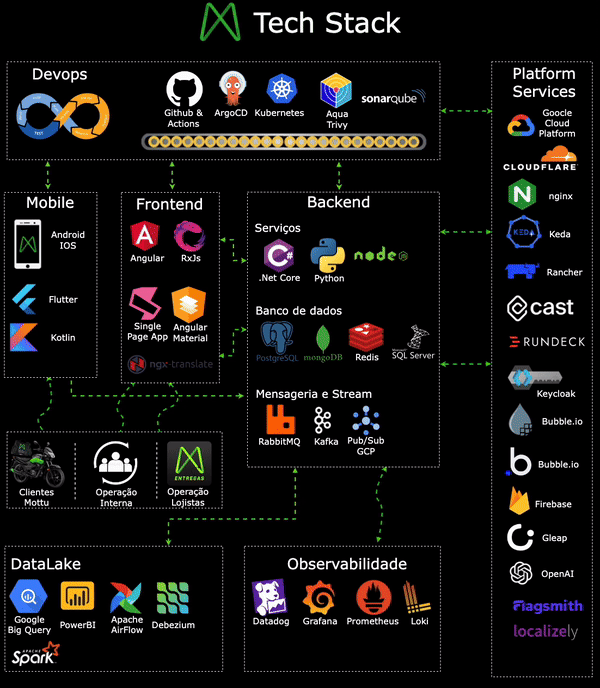 Tech Stack
Devops
Github
& Actions
ArgoCD
Kubernetes
Aqua
Trivy
sonarqube
Platform
Services
Goocle
Cloud
Platform
CLOUDFLARE
nginx
KEDA
Keda
Rancher
cast
RUNDECK
Keycloak
Bubble.io
Bubble.io
Firebase
Gleap
OpenAI
Flagsmith
localizely
Mobile
Android
IOS
Flutter
Kotlin
Frontend
Angular
RxJs
Single
Page App
Angular
Material
ngx-translate
Backend
Serviços
.Net Core
Python
node
Banco de dados
PostgreSQL
mongoDB
Redis
SQL Server
Mensageria e Stream
RabbitMQ
Kafka
Pub/Sub
GCP
Clientes
Mottu
Operação
Interna
ENTREGAS
Operação
Lojistas
DataLake
Google
Big Query
PowerBI
Apache
AirFlow
Debezium
APACHE
Spark
Observabilidade
Datadog
Grafana
Prometheus
Loki